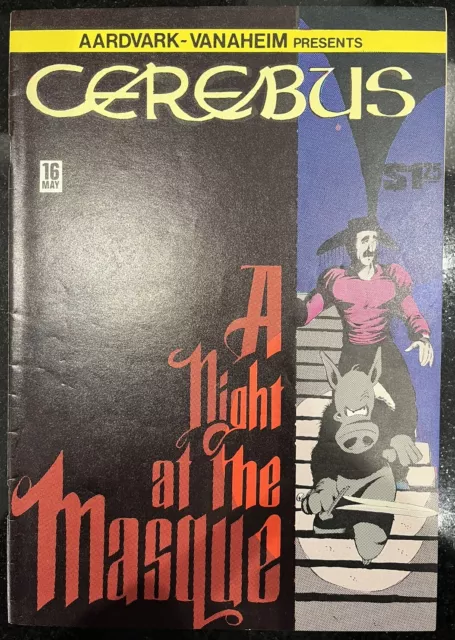 AARDVARK-VANAHEIM PRESENTS
CEREBUS
16
MAY
$1.25
A
Night
at the
Masque